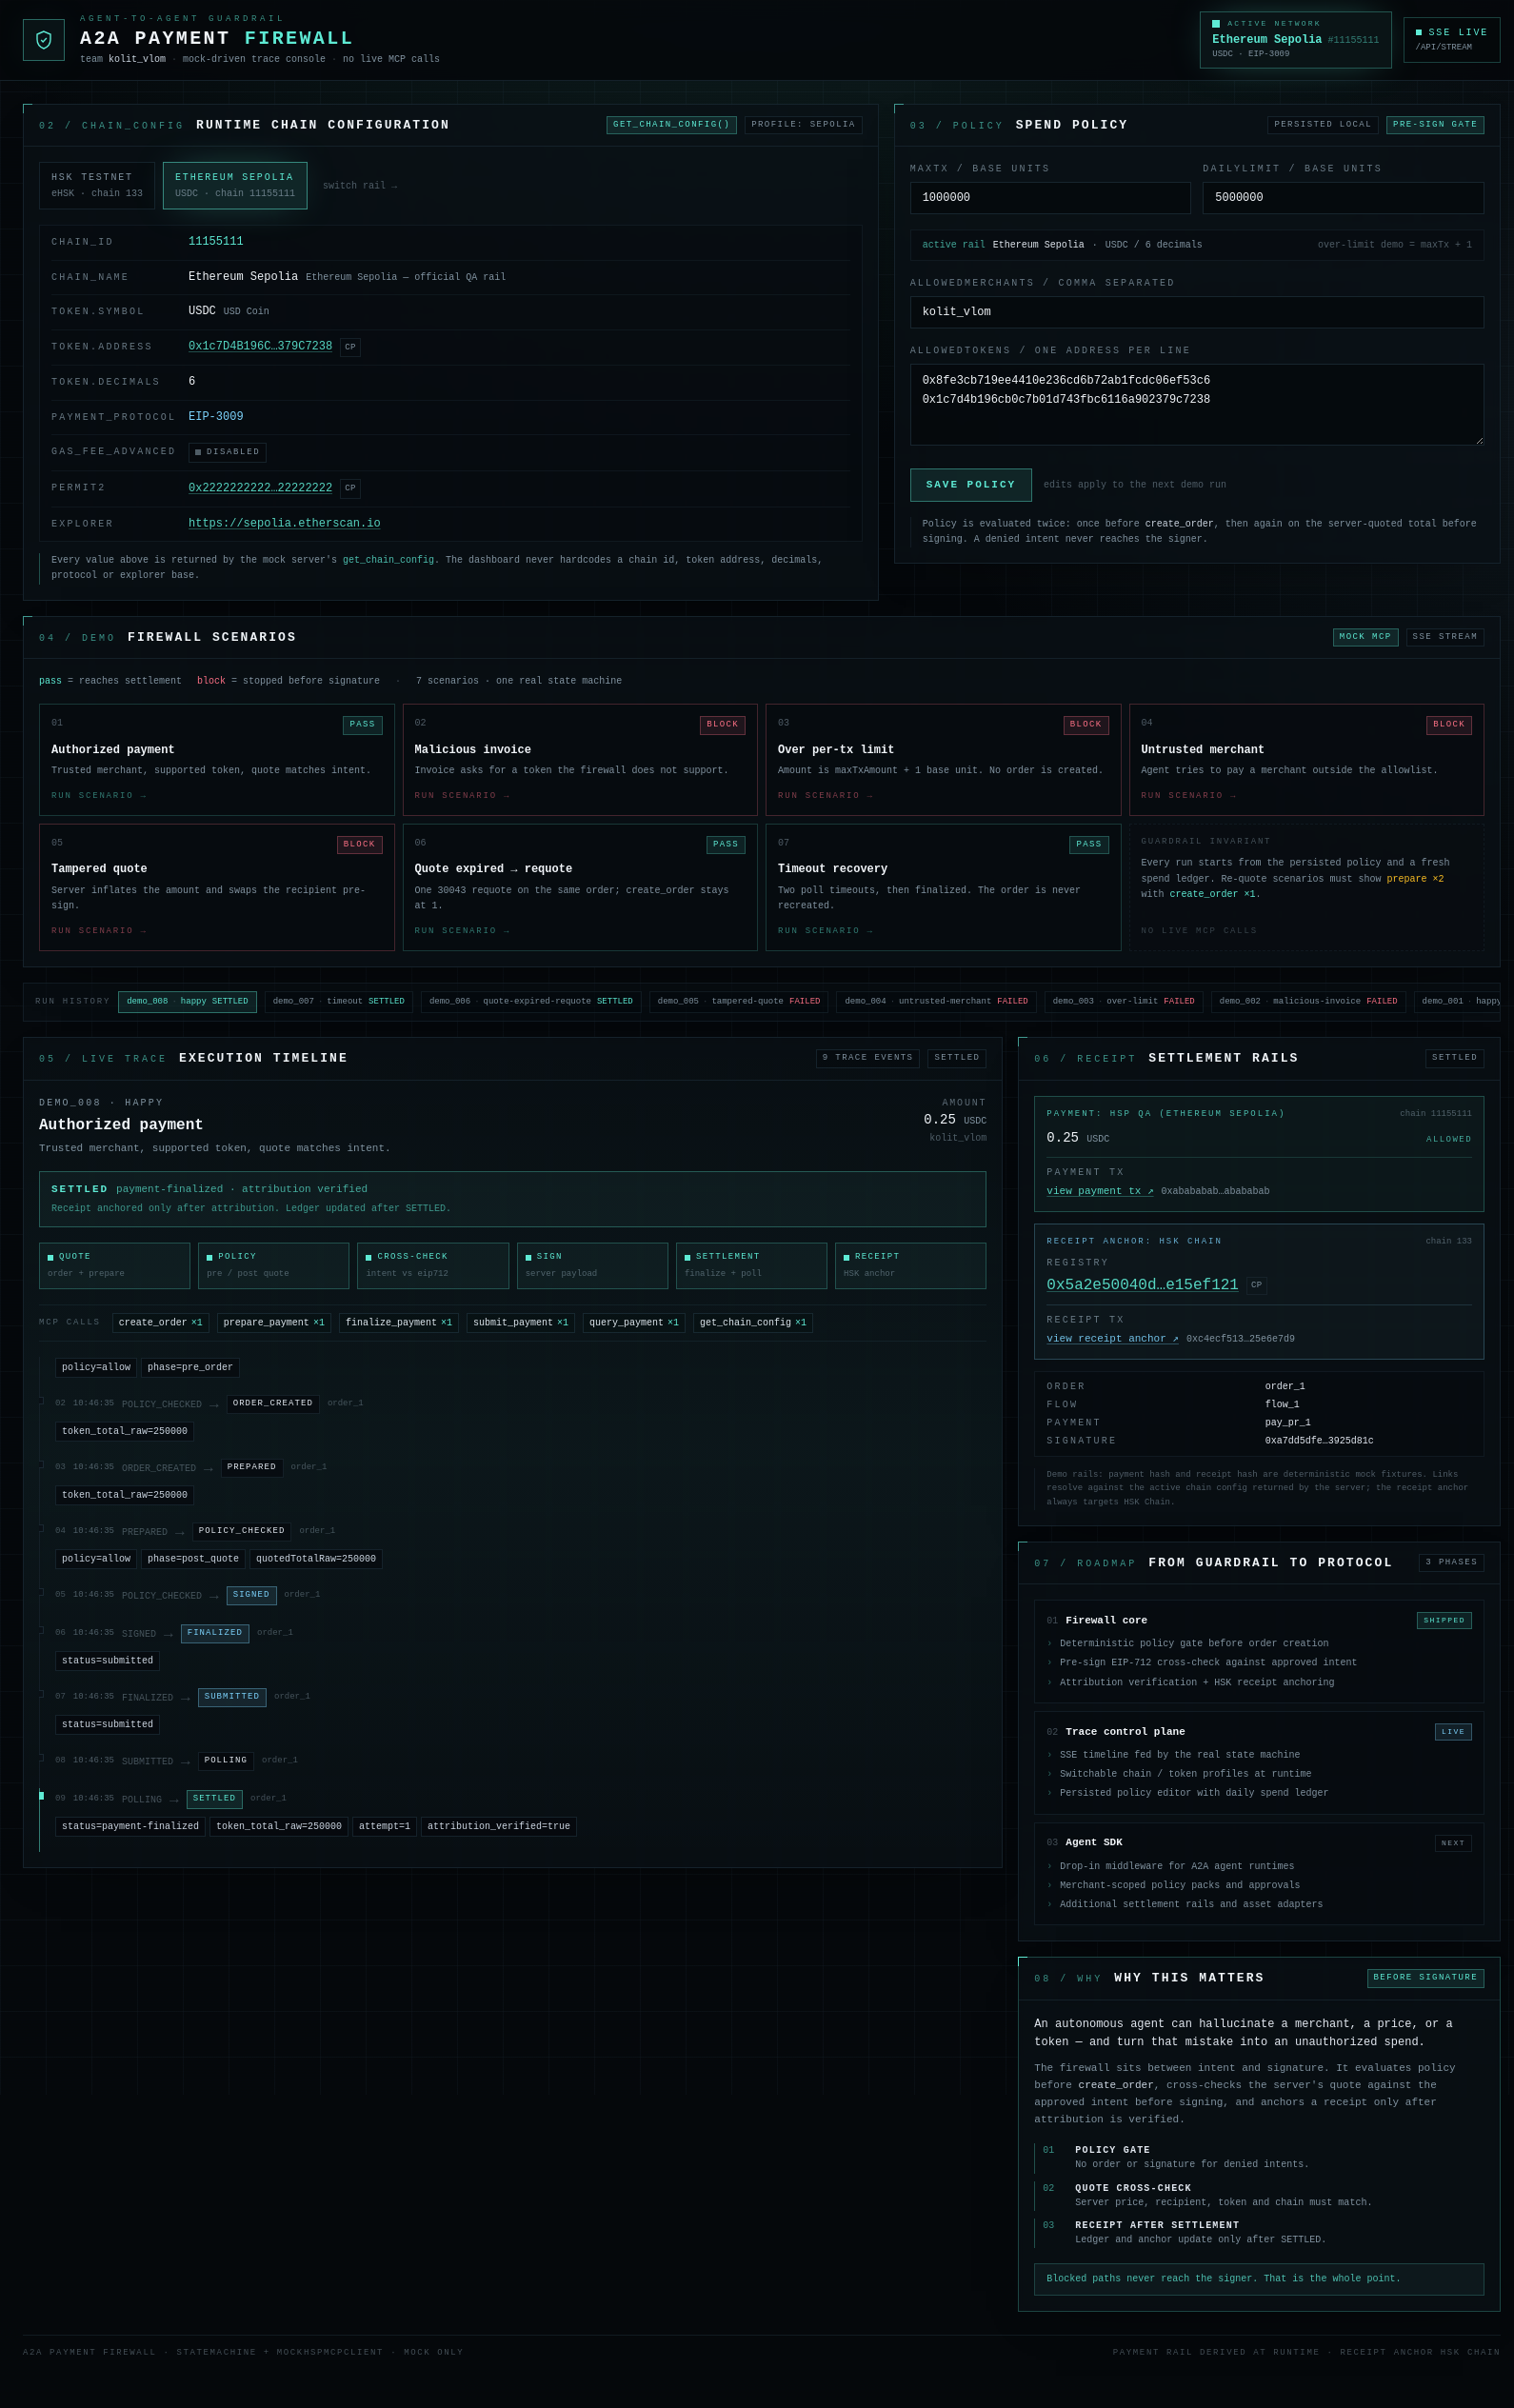 AGENT-TO-AGENT GUARDRAIL
A2A PAYMENT FIREWALL
team kolit_vlom · mock-driven trace console · no live MCP calls
ACTIVE NETWORK
Ethereum Sepolia #11155111
USDC · EIP-3009
SSE LIVE
/API/STREAM
02 / CHAIN_CONFIG RUNTIME CHAIN CONFIGURATION
GET_CHAIN_CONFIG() PROFILE: SEPOLIA
HSK TESTNET
eHSK · chain 133
ETHEREUM SEPOLIA
USDC · chain 11155111
switch rail →
CHAIN_ID 11155111
CHAIN_NAME Ethereum Sepolia Ethereum Sepolia — official QA rail
TOKEN.SYMBOL USDC USD Coin
TOKEN.ADDRESS 0x1c7D4B196C…379C7238 CP
TOKEN.DECIMALS 6
PAYMENT_PROTOCOL EIP-3009
GAS_FEE_ADVANCED DISABLED
PERMIT2 0x2222222222…22222222 CP
EXPLORER https://sepolia.etherscan.io
Every value above is returned by the mock server's get_chain_config. The dashboard never hardcodes a chain id, token address, decimals,
protocol or explorer base.
03 / POLICY SPEND POLICY
PERSISTED LOCAL PRE-SIGN GATE
MAXTX / BASE UNITS
1000000
DAILYLIMIT / BASE UNITS
5000000
active rail Ethereum Sepolia · USDC / 6 decimals
over-limit demo = maxTx + 1
ALLOWEDMERCHANTS / COMMA SEPARATED
kolit_vlom
ALLOWEDTOKENS / ONE ADDRESS PER LINE
0x8fe3cb719ee4410e236cd6b72ab1fcdc06ef53c6
0x1c7d4b196cb0c7b01d743fbc6116a902379c7238
SAVE POLICY edits apply to the next demo run
Policy is evaluated twice: once before create_order, then again on the server-quoted total before
signing. A denied intent never reaches the signer.
04 / DEMO FIREWALL SCENARIOS
MOCK MCP SSE STREAM
pass = reaches settlement block = stopped before signature · 7 scenarios · one real state machine
01 PASS
Authorized payment
Trusted merchant, supported token, quote matches intent.
RUN SCENARIO →
02 BLOCK
Malicious invoice
Invoice asks for a token the firewall does not support.
RUN SCENARIO →
03 BLOCK
Over per-tx limit
Amount is maxTxAmount + 1 base unit. No order is created.
RUN SCENARIO →
04 BLOCK
Untrusted merchant
Agent tries to pay a merchant outside the allowlist.
RUN SCENARIO →
05 BLOCK
Tampered quote
Server inflates the amount and swaps the recipient pre-
sign.
RUN SCENARIO →
06 PASS
Quote expired → requote
One 30043 requote on the same order; create_order stays
at 1.
RUN SCENARIO →
07 PASS
Timeout recovery
Two poll timeouts, then finalized. The order is never
recreated.
RUN SCENARIO →
GUARDRAIL INVARIANT
Every run starts from the persisted policy and a fresh
spend ledger. Re-quote scenarios must show prepare ×2
with create_order ×1.
NO LIVE MCP CALLS
RUN HISTORY demo_008 · happy SETTLED demo_007 · timeout SETTLED demo_006 · quote-expired-requote SETTLED demo_005 · tampered-quote FAILED demo_004 · untrusted-merchant FAILED demo_003 · over-limit FAILED demo_002 · malicious-invoice FAILED demo_001 · happy
05 / LIVE TRACE EXECUTION TIMELINE
9 TRACE EVENTS SETTLED
DEMO_008 · HAPPY
Authorized payment
Trusted merchant, supported token, quote matches intent.
AMOUNT
0.25 USDC
kolit_vlom
SETTLED payment-finalized · attribution verified
Receipt anchored only after attribution. Ledger updated after SETTLED.
QUOTE
order + prepare
POLICY
pre / post quote
CROSS-CHECK
intent vs eip712
SIGN
server payload
SETTLEMENT
finalize + poll
RECEIPT
HSK anchor
MCP CALLS create_order ×1 prepare_payment ×1 finalize_payment ×1 submit_payment ×1 query_payment ×1 get_chain_config ×1
policy=allow phase=pre_order
02 10:46:35 POLICY_CHECKED → ORDER_CREATED order_1
token_total_raw=250000
03 10:46:35 ORDER_CREATED → PREPARED order_1
token_total_raw=250000
04 10:46:35 PREPARED → POLICY_CHECKED order_1
policy=allow phase=post_quote quotedTotalRaw=250000
05 10:46:35 POLICY_CHECKED → SIGNED order_1
06 10:46:35 SIGNED → FINALIZED order_1
status=submitted
07 10:46:35 FINALIZED → SUBMITTED order_1
status=submitted
08 10:46:35 SUBMITTED → POLLING order_1
09 10:46:35 POLLING → SETTLED order_1
status=payment-finalized token_total_raw=250000 attempt=1 attribution_verified=true
06 / RECEIPT SETTLEMENT RAILS
SETTLED
PAYMENT: HSP QA (ETHEREUM SEPOLIA) chain 11155111
0.25 USDC ALLOWED
PAYMENT TX
view payment tx ↗ 0xabababab…abababab
RECEIPT ANCHOR: HSK CHAIN chain 133
REGISTRY
0x5a2e50040d…e15ef121 CP
RECEIPT TX
view receipt anchor ↗ 0xc4ecf513…25e6e7d9
ORDER order_1
FLOW flow_1
PAYMENT pay_pr_1
SIGNATURE 0xa7dd5dfe…3925d81c
Demo rails: payment hash and receipt hash are deterministic mock fixtures. Links
resolve against the active chain config returned by the server; the receipt anchor
always targets HSK Chain.
07 / ROADMAP FROM GUARDRAIL TO PROTOCOL
3 PHASES
01 Firewall core SHIPPED
› Deterministic policy gate before order creation
› Pre-sign EIP-712 cross-check against approved intent
› Attribution verification + HSK receipt anchoring
02 Trace control plane LIVE
› SSE timeline fed by the real state machine
› Switchable chain / token profiles at runtime
› Persisted policy editor with daily spend ledger
03 Agent SDK NEXT
› Drop-in middleware for A2A agent runtimes
› Merchant-scoped policy packs and approvals
› Additional settlement rails and asset adapters
08 / WHY WHY THIS MATTERS
BEFORE SIGNATURE
An autonomous agent can hallucinate a merchant, a price, or a
token — and turn that mistake into an unauthorized spend.
The firewall sits between intent and signature. It evaluates policy
before create_order, cross-checks the server's quote against the
approved intent before signing, and anchors a receipt only after
attribution is verified.
01 POLICY GATE
No order or signature for denied intents.
02 QUOTE CROSS-CHECK
Server price, recipient, token and chain must match.
03 RECEIPT AFTER SETTLEMENT
Ledger and anchor update only after SETTLED.
Blocked paths never reach the signer. That is the whole point.
A2A PAYMENT FIREWALL · STATEMACHINE + MOCKHSPMCPCLIENT · MOCK ONLY
PAYMENT RAIL DERIVED AT RUNTIME · RECEIPT ANCHOR HSK CHAIN